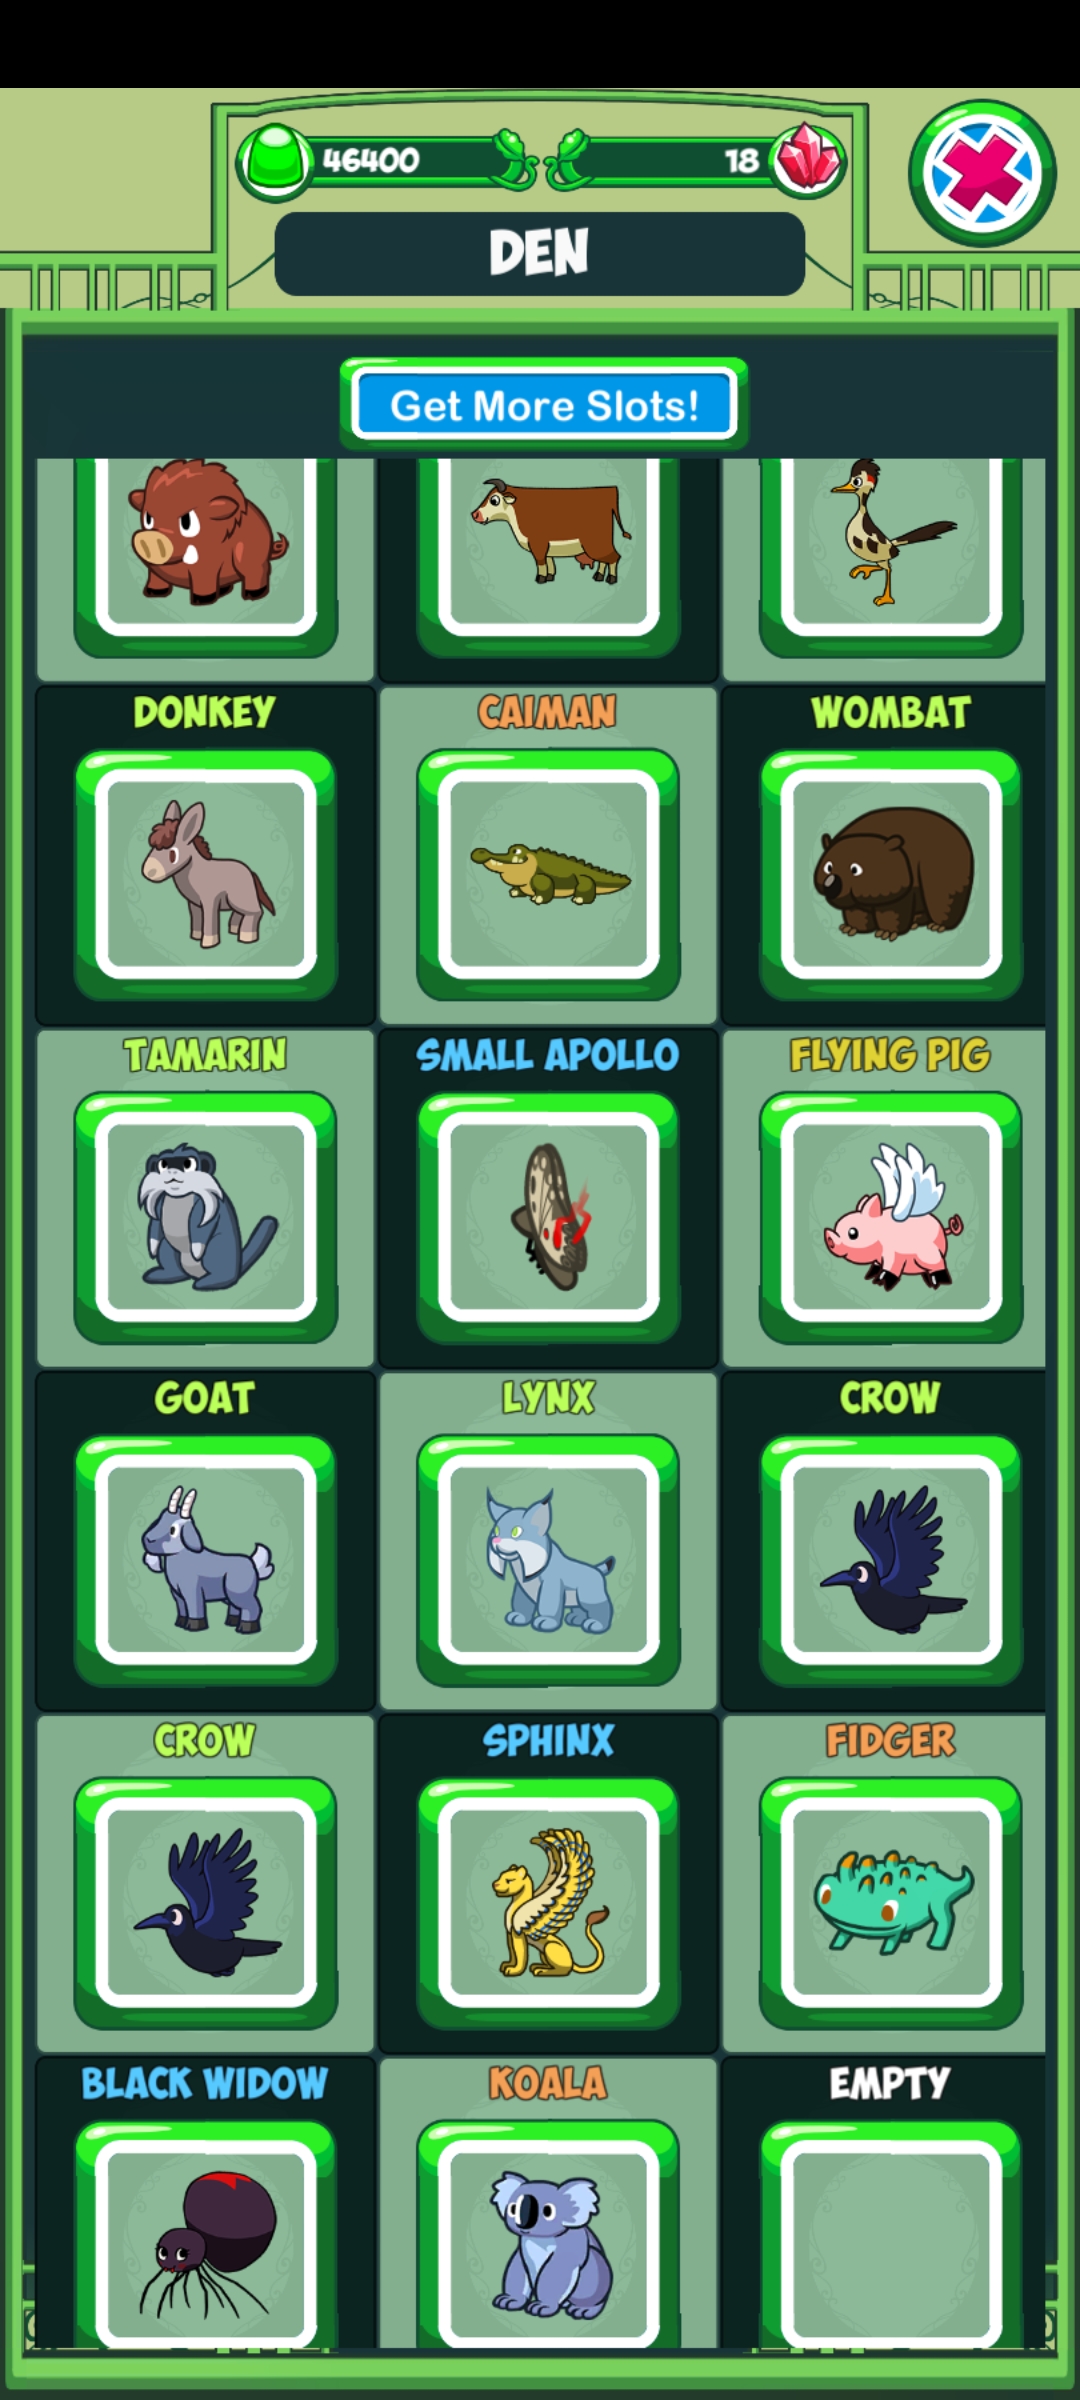 46400
18
DEN
Get More Slots!
DONKEY
CAIMAN
WOMBAT
TAMARIN
SMALL APOLLO
FLYING PIG
GOAT
LYNX
CROW
CROW
SPHINX
FIDGER
BLACK WIDOW
KOALA
EMPTY